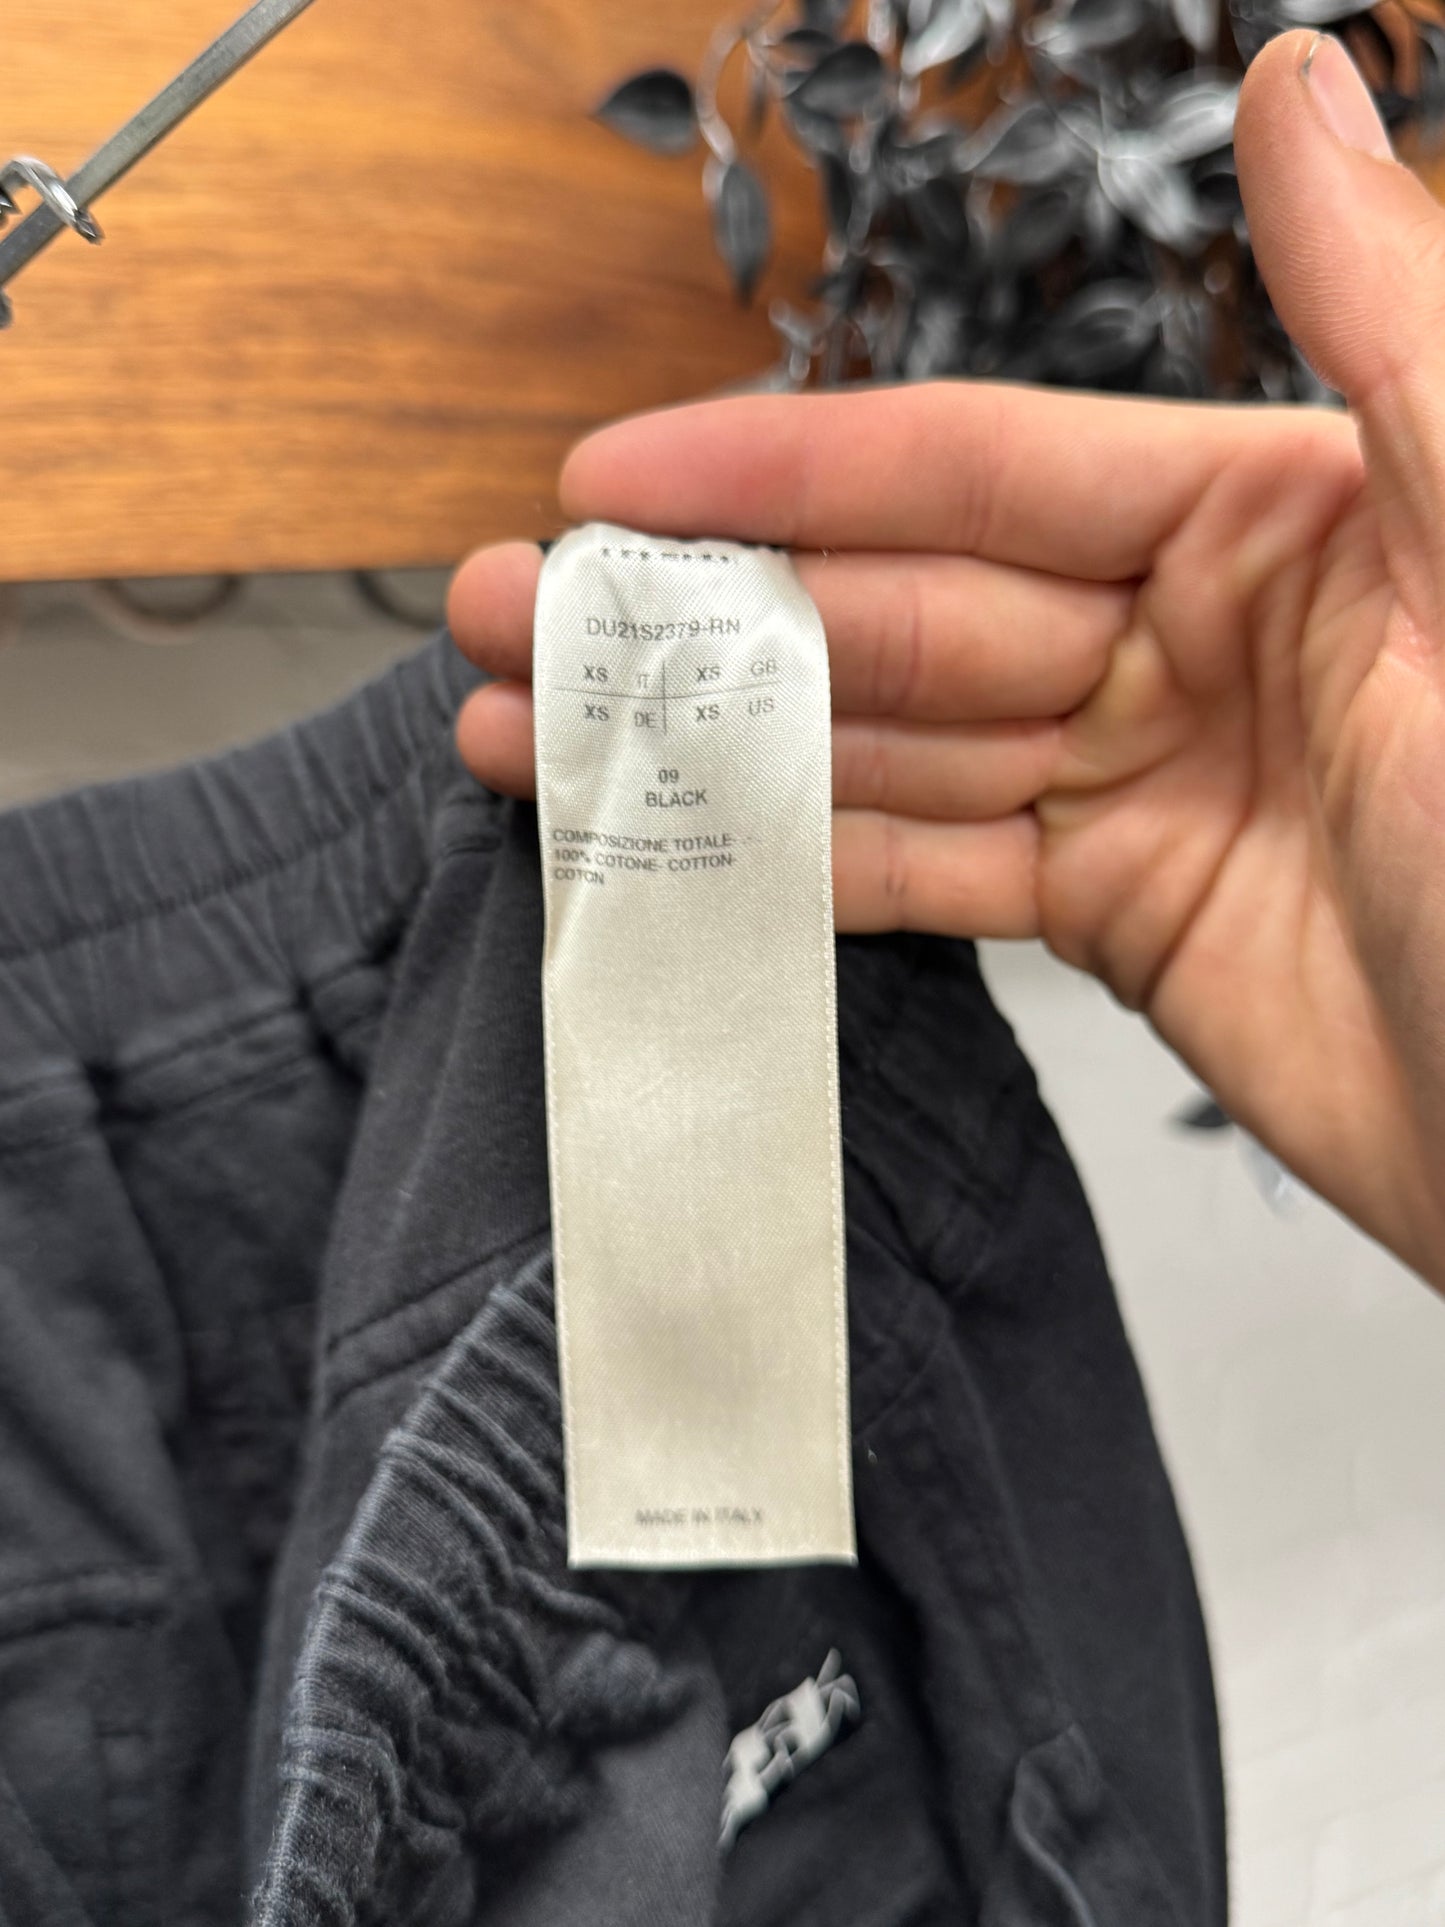 DU21S2379-RN
XS IT XS GB
XS DE XS US
09
BLACK
COMPOSIZIONE TOTALE-
100% COTONE- COTTON-
COTON
MADE IN ITALY